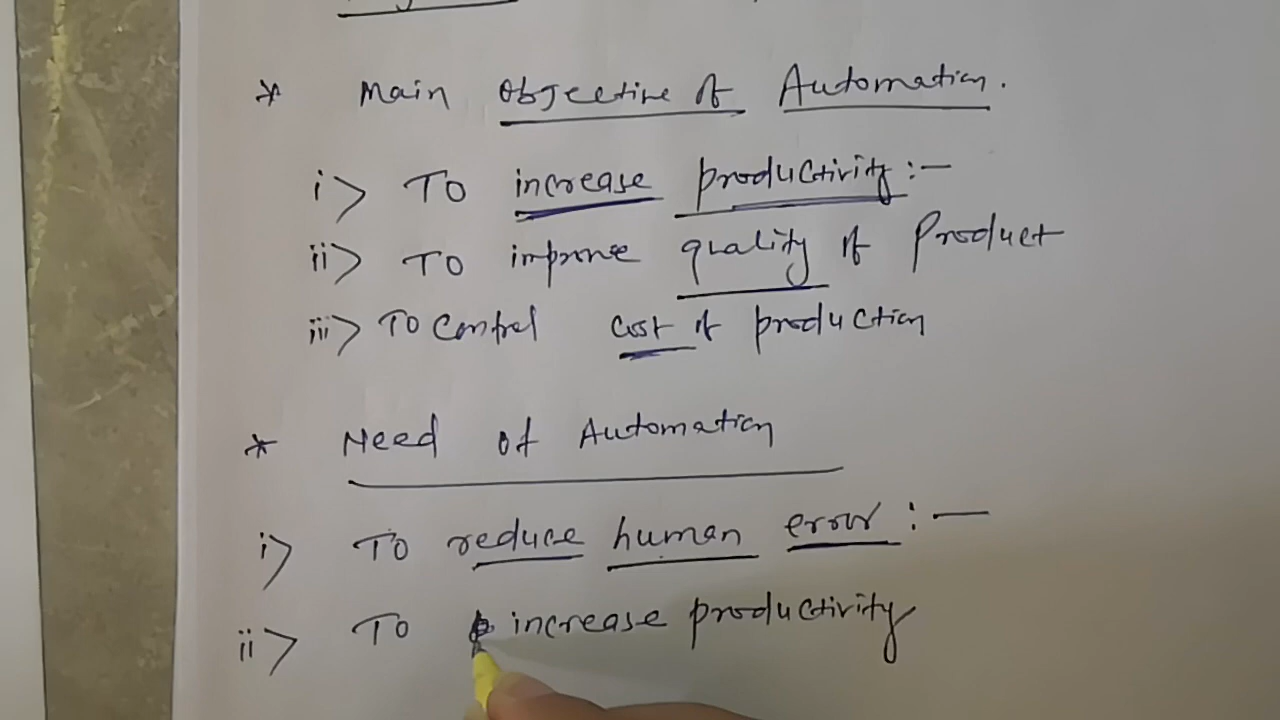 * Main Objective of Automation.
i> To increase productivity :-
ii> To improve quality of Product
iii> To Control Cost of production
* Need of Automation
i> To reduce human error :-
ii> To increase productivity